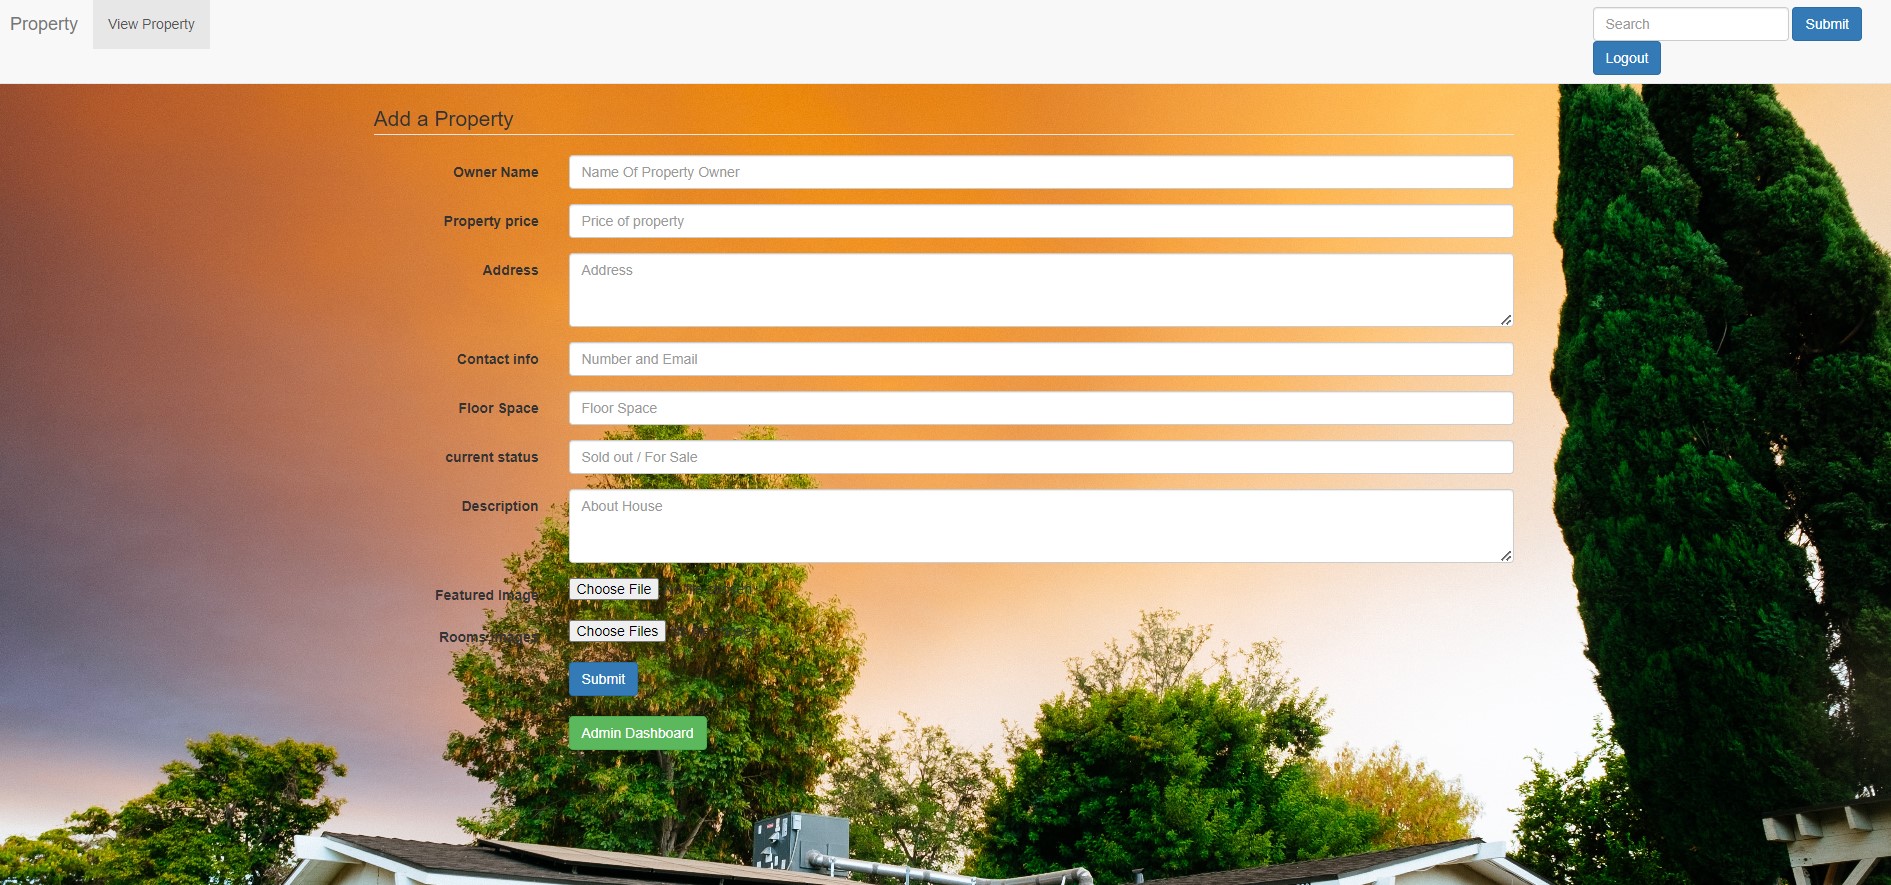 Property View Property Search Submit
Logout
Add a Property
Owner Name Name Of Property Owner
Property price Price of property
Address Address
Contact info Number and Email
Floor Space Floor Space
current status Sold out / For Sale
Description About House
Featured Image Choose File
Rooms Images Choose Files
Submit
Admin Dashboard